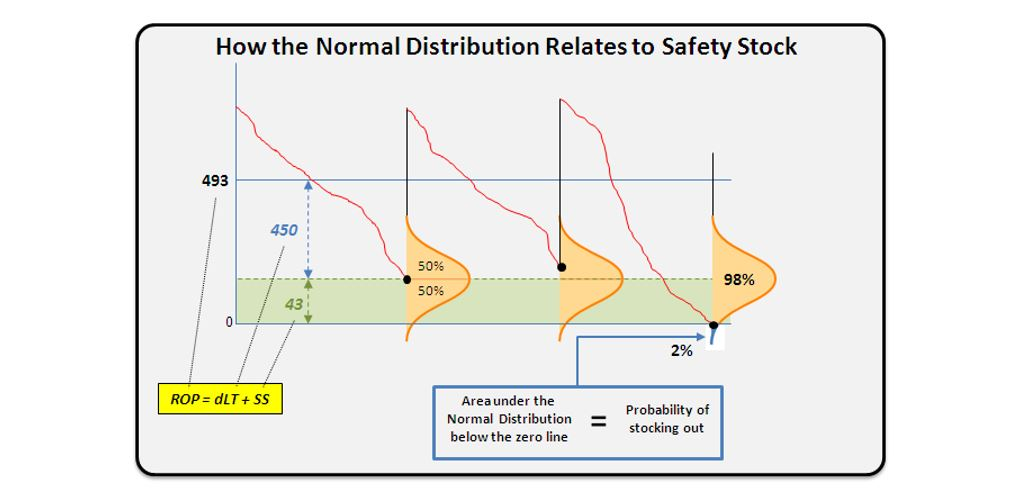 How the Normal Distribution Relates to Safety Stock
493
450
50%
50%
98%
43
0
2%
ROP = dLT + SS
Area under the
Normal Distribution
below the zero line
=
Probability of
stocking out